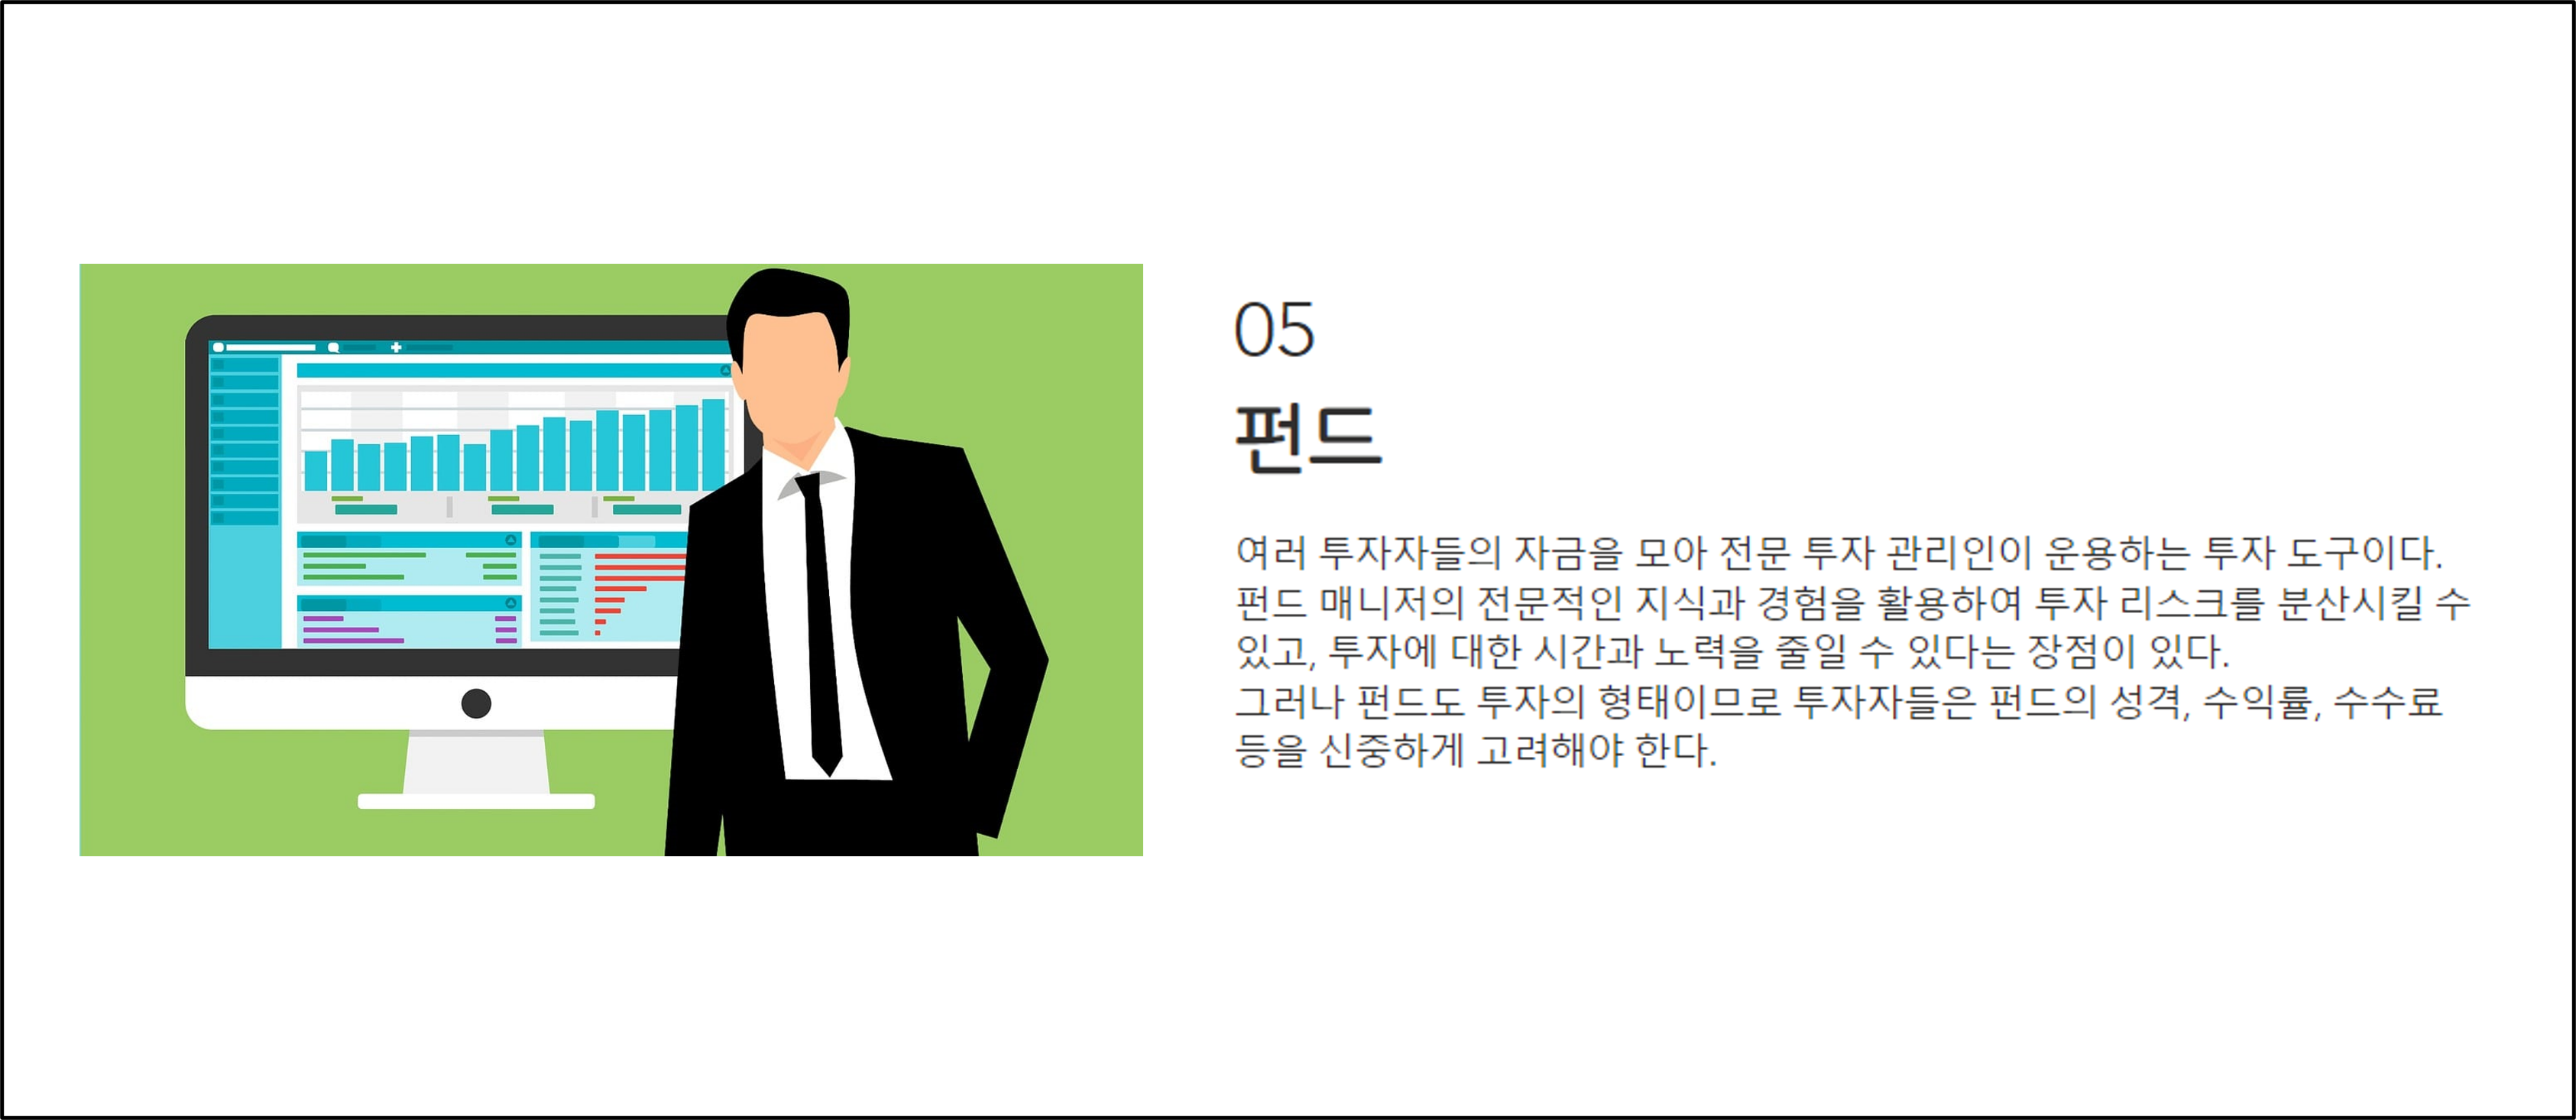 05
펀드
여러 투자자들의 자금을 모아 전문 투자 관리인이 운용하는 투자 도구이다.
펀드 매니저의 전문적인 지식과 경험을 활용하여 투자 리스크를 분산시킬 수
있고, 투자에 대한 시간과 노력을 줄일 수 있다는 장점이 있다.
그러나 펀드도 투자의 형태이므로 투자자들은 펀드의 성격, 수익률, 수수료
등을 신중하게 고려해야 한다.